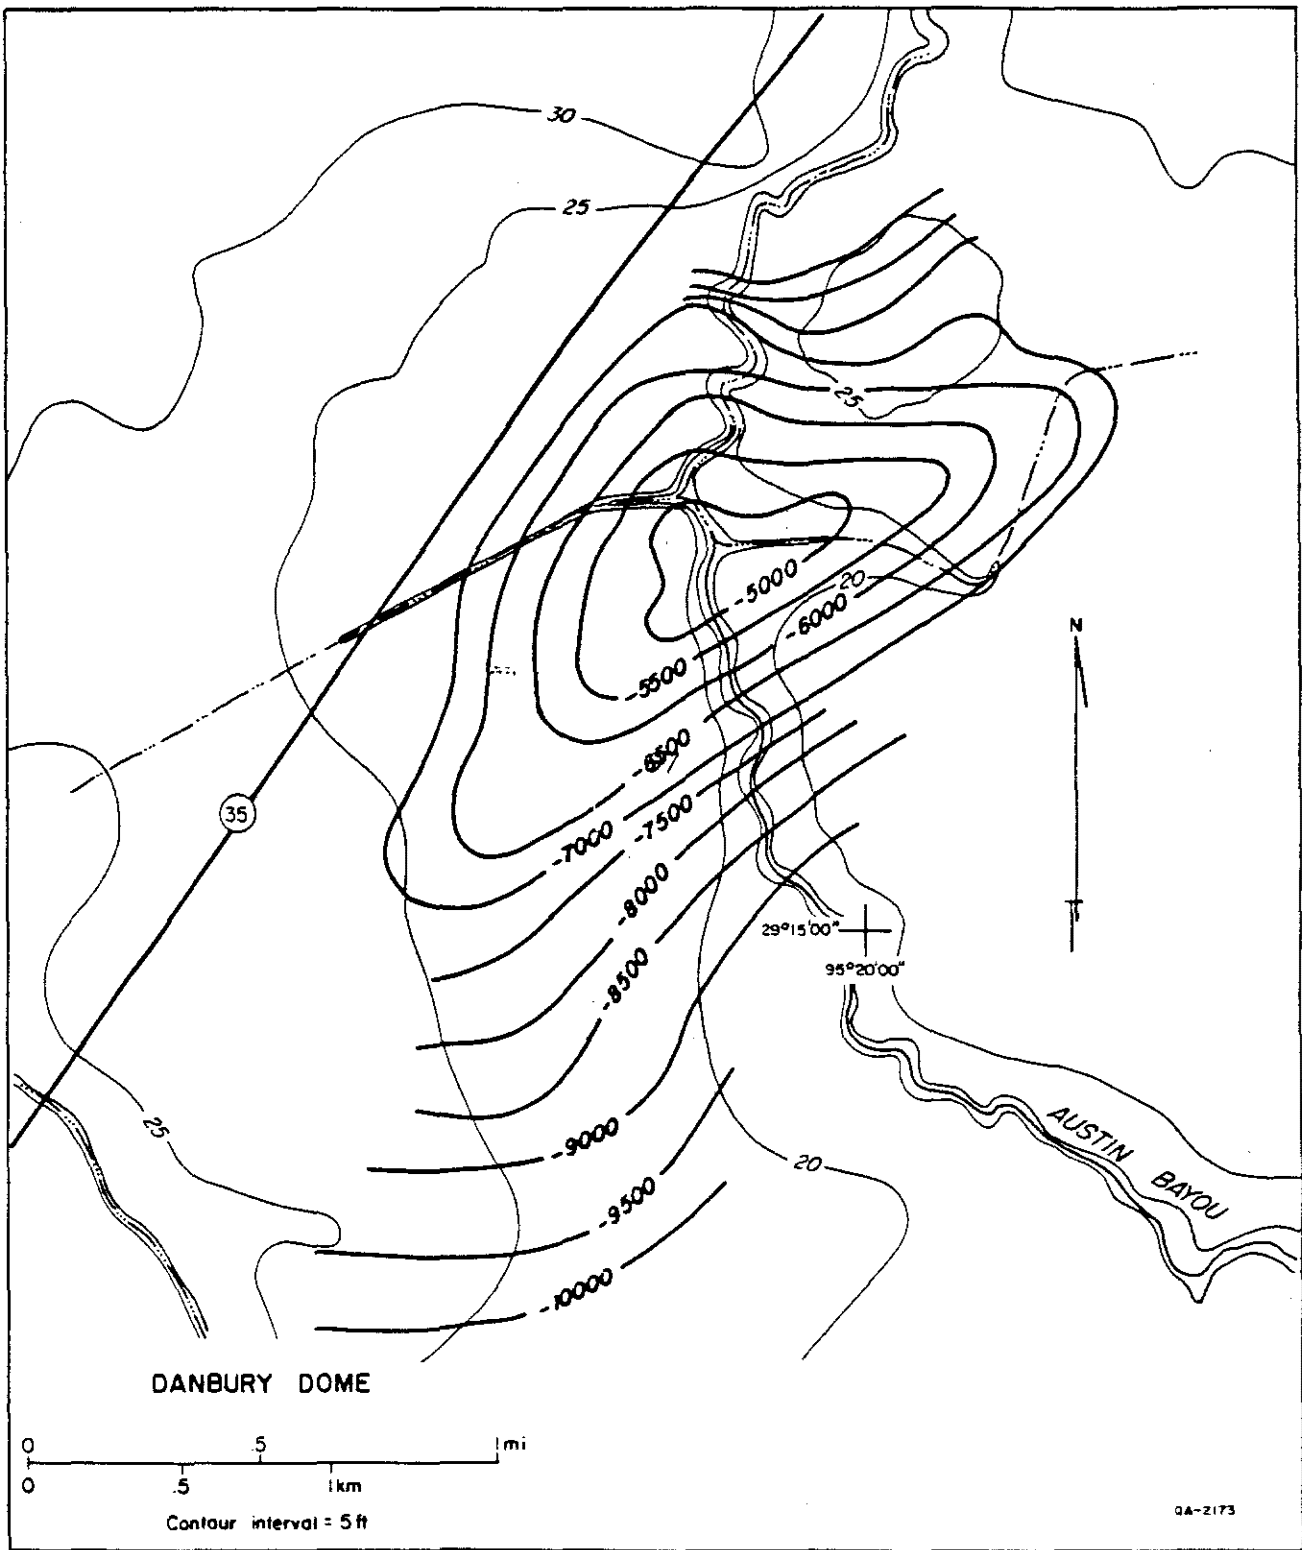 30
25
25
N
-5000
20
-6000
-5500
-6500
35
-7500
-7000
-8000
29°15'00"
95°20'00"
-8500
25
-9000
AUSTIN BAYOU
20
-9500
-10000
DANBURY DOME
0 .5 1 mi
0 .5 1 km
Contour interval = 5 ft
QA-2173